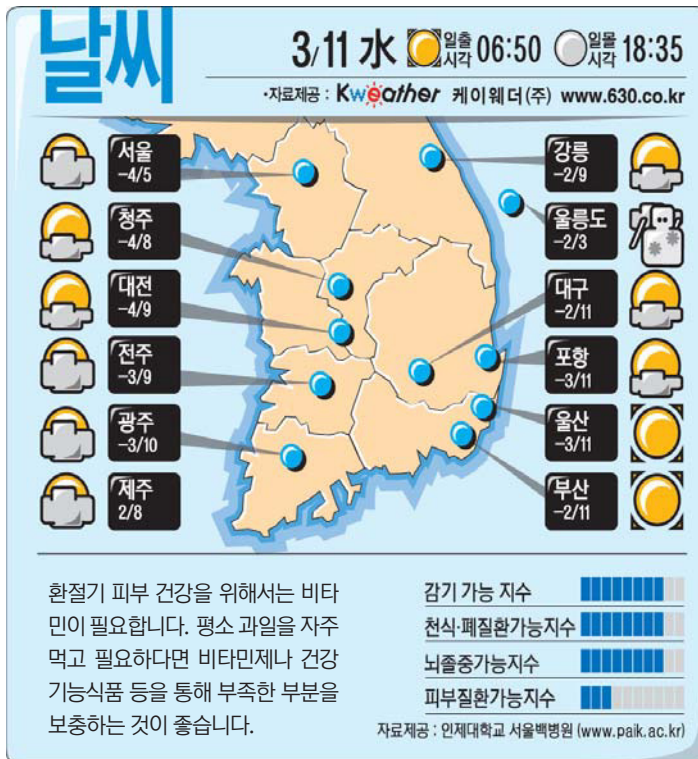 날씨
3/11 水 일출시각 06:50 일몰시각 18:35
·자료제공 : Kweather 케이웨더(주) www.630.co.kr
서울
-4/5
청주
-4/8
대전
-4/9
전주
-3/9
광주
-3/10
제주
2/8
강릉
-2/9
울릉도
-2/3
대구
-2/11
포항
-3/11
울산
-3/11
부산
-2/11
환절기 피부 건강을 위해서는 비타
민이 필요합니다. 평소 과일을 자주
먹고 필요하다면 비타민제나 건강
기능식품 등을 통해 부족한 부분을
보충하는 것이 좋습니다.
감기 가능 지수
천식·폐질환가능지수
뇌졸중가능지수
피부질환가능지수
자료제공 : 인제대학교 서울백병원 (www.paik.ac.kr)